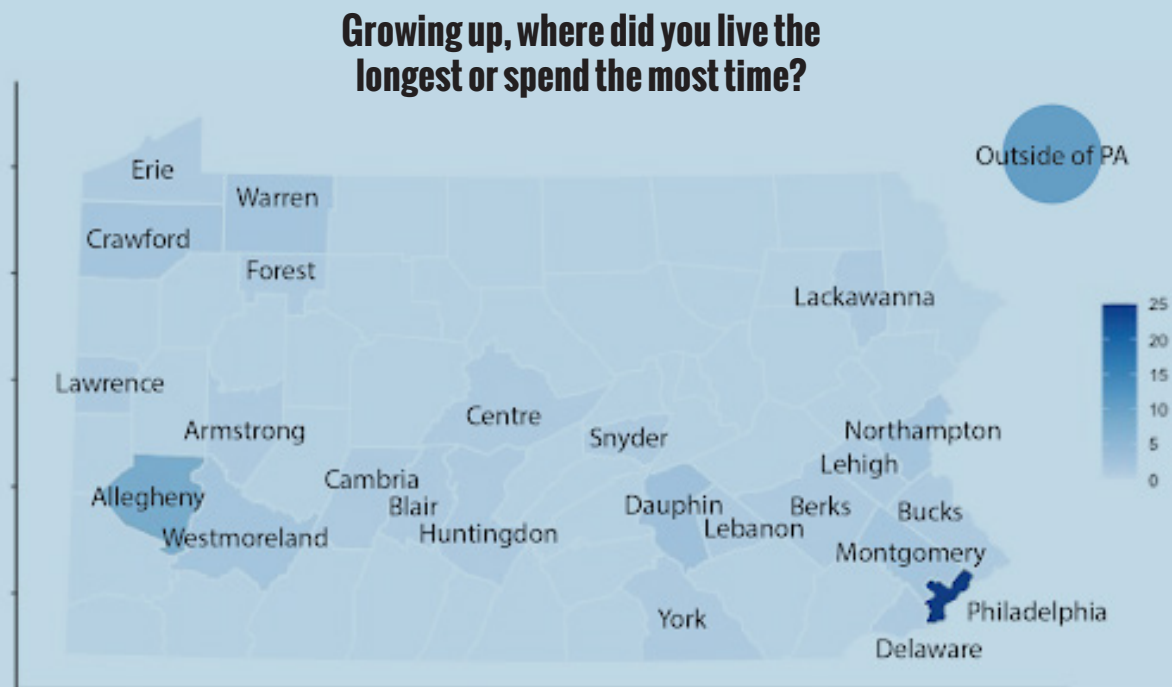 Growing up, where did you live the
longest or spend the most time?
Outside of PA
Erie
Warren
Crawford
Forest
Lackawanna
25
20
15
10
5
0
Lawrence
Armstrong
Centre
Snyder
Northampton
Lehigh
Allegheny
Cambria
Blair
Westmoreland
Huntingdon
Dauphin
Lebanon
Berks
Bucks
Montgomery
York
Philadelphia
Delaware